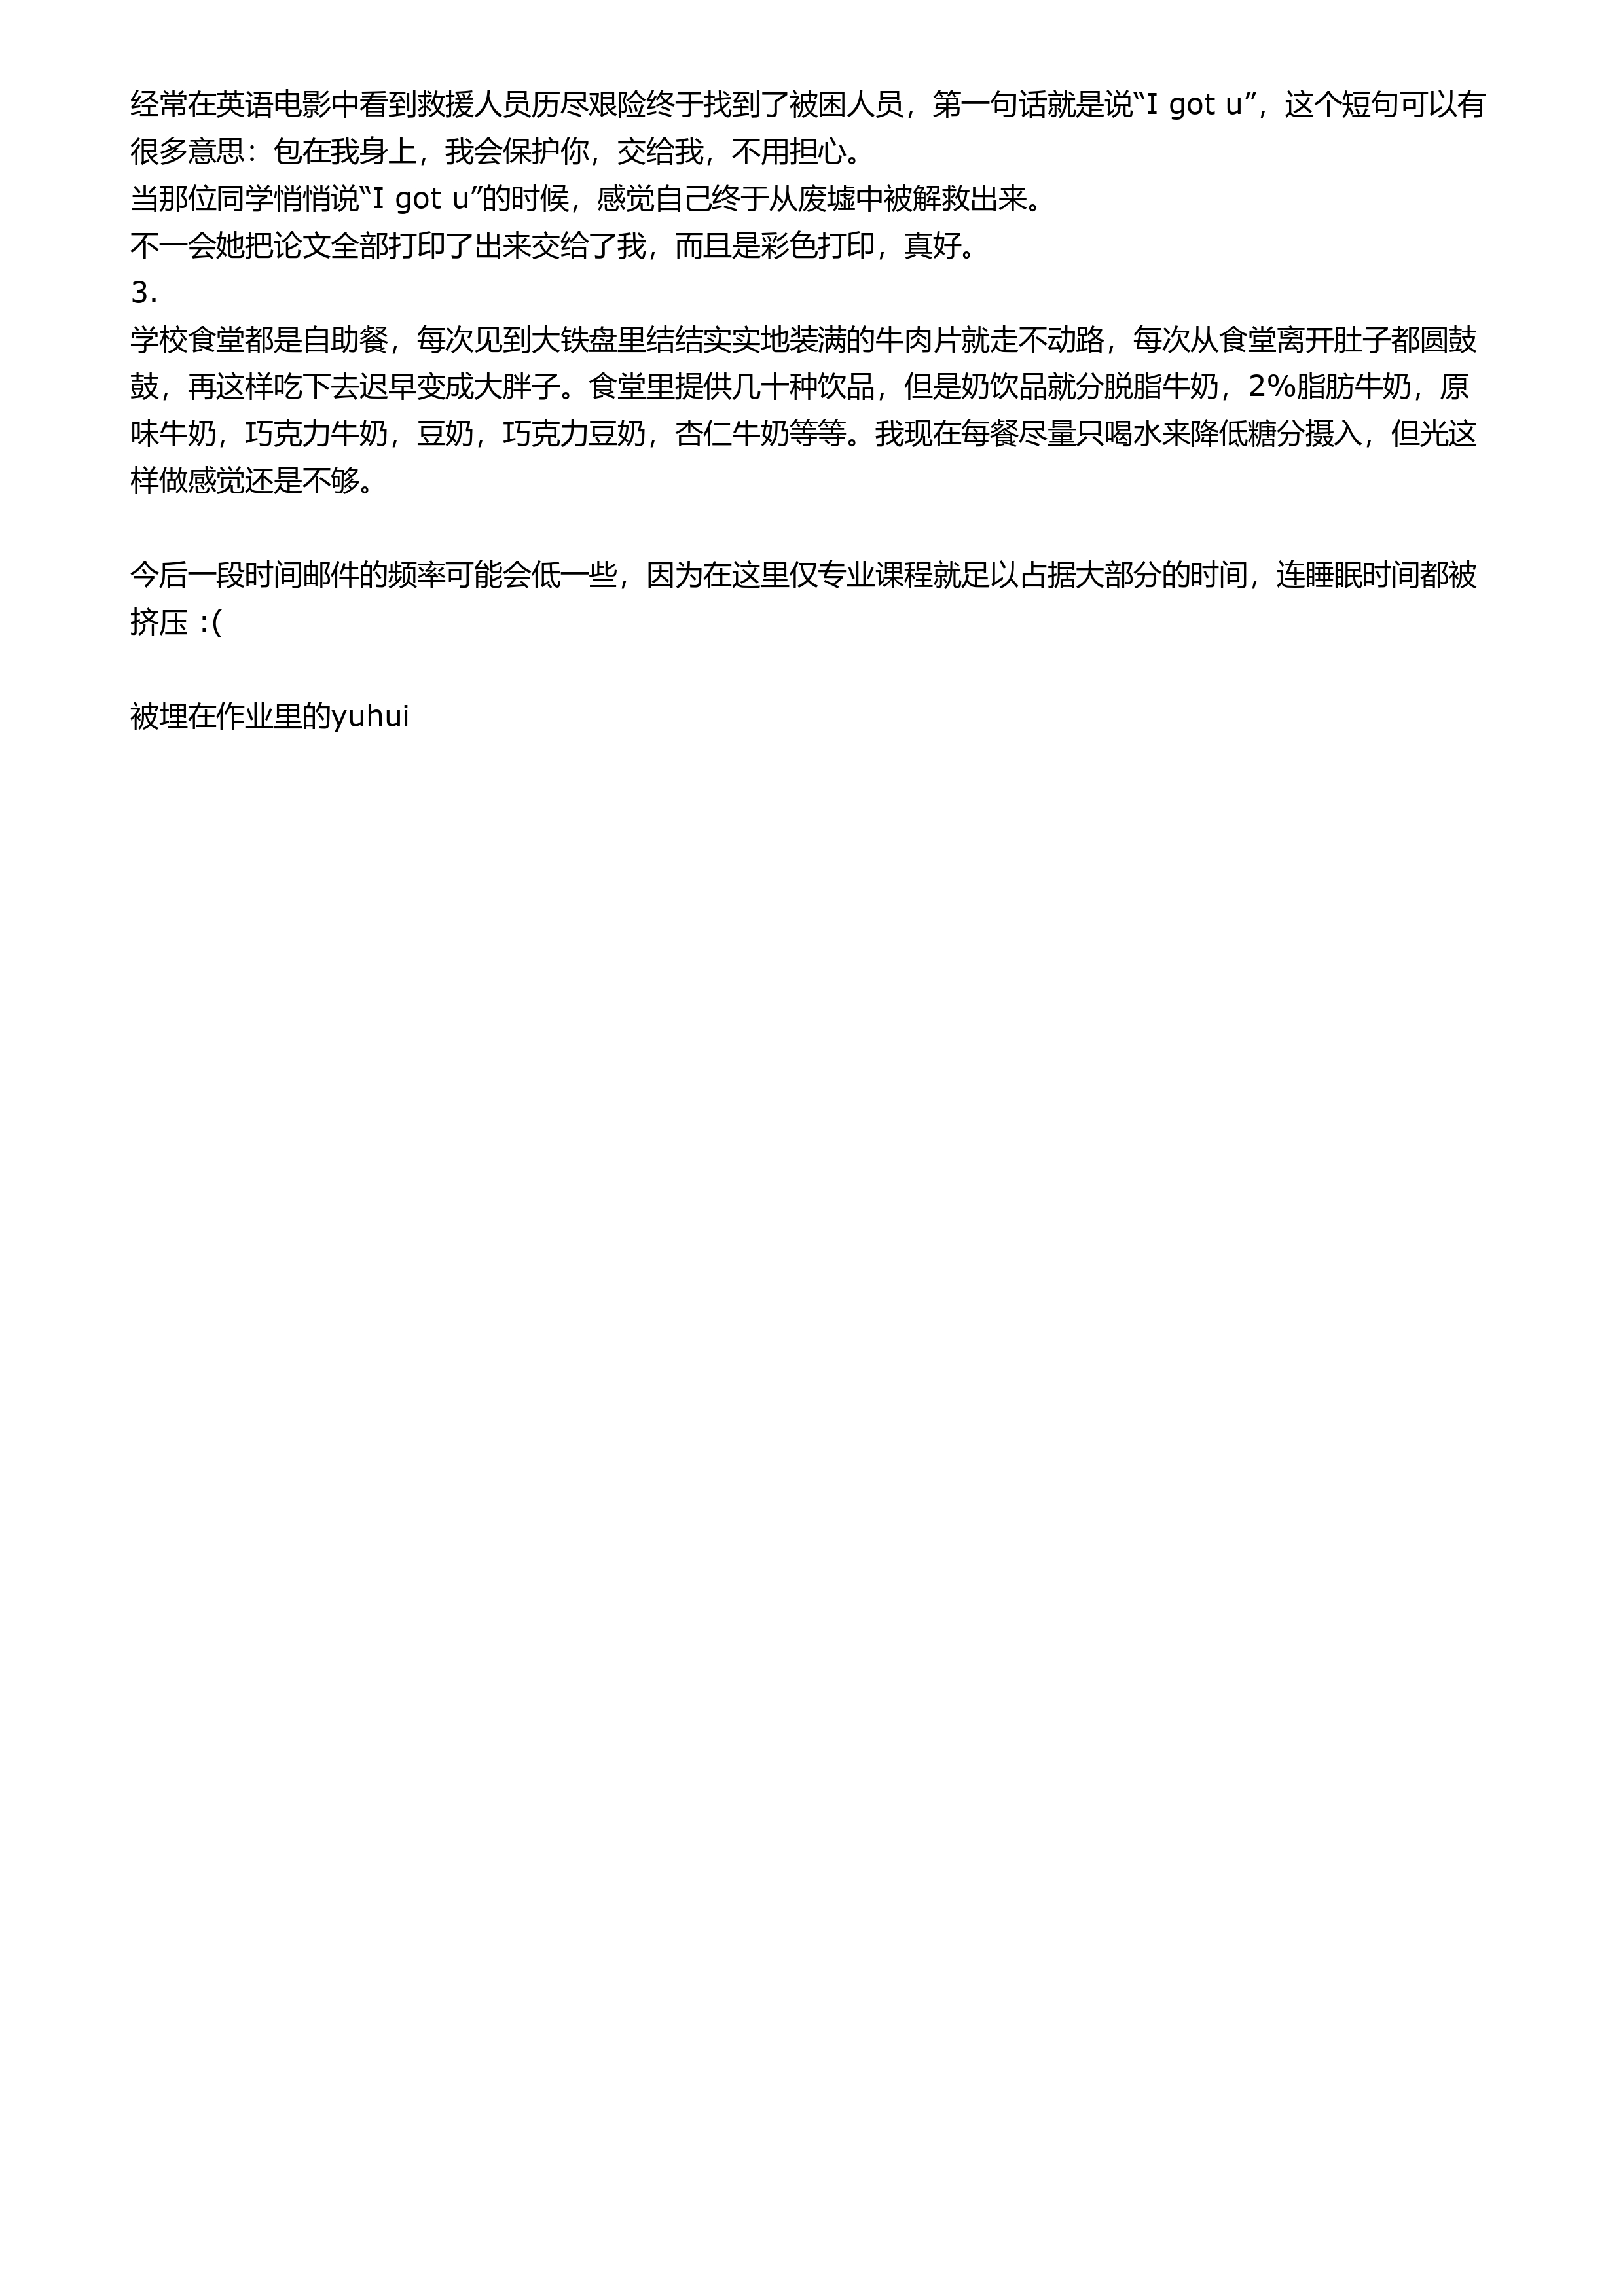 经常在英语电影中看到救援人员历尽艰险终于找到了被困人员，第一句话就是说“I got u”，这个短句可以有
很多意思：包在我身上，我会保护你，交给我，不用担心。
当那位同学悄悄说“I got u”的时候，感觉自己终于从废墟中被解救出来。
不一会她把论文全部打印了出来交给了我，而且是彩色打印，真好。
3.
学校食堂都是自助餐，每次见到大铁盘里结结实实地装满的牛肉片就走不动路，每次从食堂离开肚子都圆鼓
鼓，再这样吃下去迟早变成大胖子。食堂里提供几十种饮品，但是奶饮品就分脱脂牛奶，2%脂肪牛奶，原
味牛奶，巧克力牛奶，豆奶，巧克力豆奶，杏仁牛奶等等。我现在每餐尽量只喝水来降低糖分摄入，但光这
样做感觉还是不够。
今后一段时间邮件的频率可能会低一些，因为在这里仅专业课程就足以占据大部分的时间，连睡眠时间都被
挤压 :(
被埋在作业里的yuhui